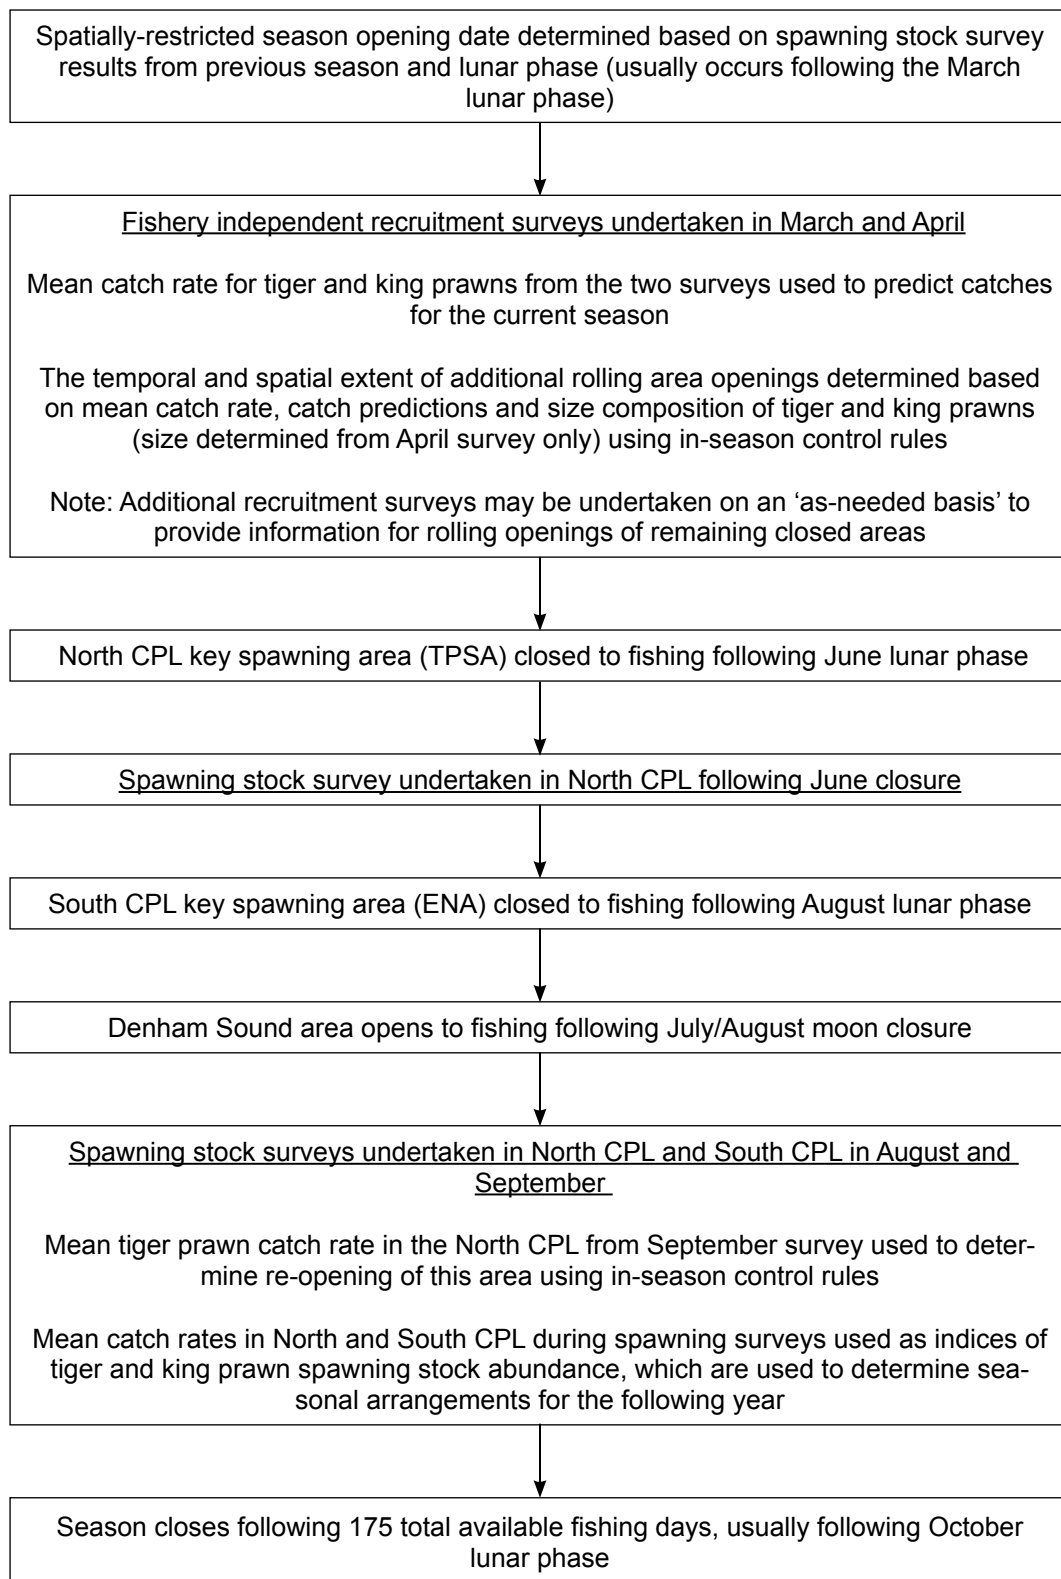 Spatially-restricted season opening date determined based on spawning stock survey
results from previous season and lunar phase (usually occurs following the March
lunar phase)
Fishery independent recruitment surveys undertaken in March and April
Mean catch rate for tiger and king prawns from the two surveys used to predict catches
for the current season
The temporal and spatial extent of additional rolling area openings determined based
on mean catch rate, catch predictions and size composition of tiger and king prawns
(size determined from April survey only) using in-season control rules
Note: Additional recruitment surveys may be undertaken on an ‘as-needed basis’ to
provide information for rolling openings of remaining closed areas
North CPL key spawning area (TPSA) closed to fishing following June lunar phase
Spawning stock survey undertaken in North CPL following June closure
South CPL key spawning area (ENA) closed to fishing following August lunar phase
Denham Sound area opens to fishing following July/August moon closure
Spawning stock surveys undertaken in North CPL and South CPL in August and
September
Mean tiger prawn catch rate in the North CPL from September survey used to deter-
mine re-opening of this area using in-season control rules
Mean catch rates in North and South CPL during spawning surveys used as indices of
tiger and king prawn spawning stock abundance, which are used to determine sea-
sonal arrangements for the following year
Season closes following 175 total available fishing days, usually following October
lunar phase